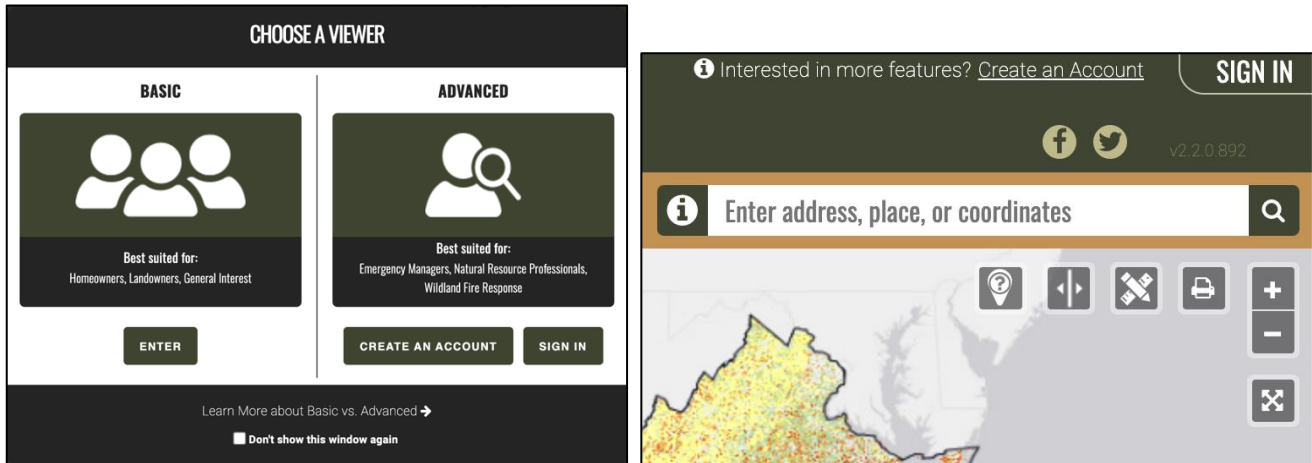 CHOOSE A VIEWER
BASIC
Best suited for:
Homeowners, Landowners, General Interest
ENTER
ADVANCED
Best suited for:
Emergency Managers, Natural Resource Professionals,
Wildland Fire Response
CREATE AN ACCOUNT
SIGN IN
Learn More about Basic vs. Advanced
Don't show this window again
Interested in more features? Create an Account
SIGN IN
v2.2.0.892
Enter address, place, or coordinates